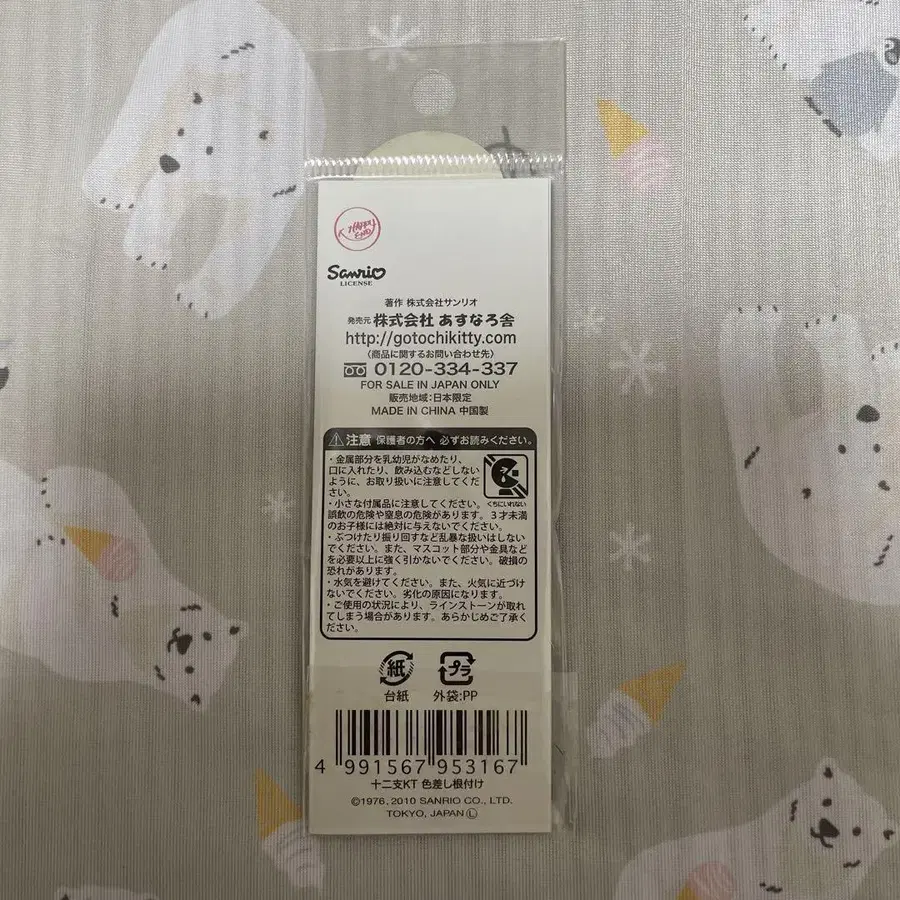 HAPPY END
Sanrio
LICENSE
著作 株式会社サンリオ
発売元 株式会社 あすなろ舎
http://gotochikitty.com
〈商品に関するお問い合わせ先〉
0120-334-337
FOR SALE IN JAPAN ONLY
販売地域:日本限定
MADE IN CHINA 中国製
注意 保護者の方へ 必ずお読みください。
・金属部分を乳幼児がなめたり、
口に入れたり、飲み込むなどしない
ように、お取り扱いに注意してくだ
さい。
くちにいれない
・小さな付属品に注意してください。
誤飲の危険や窒息の危険があります。3才未満
のお子様には絶対に与えないでください。
・ぶつけたり振り回すなど乱暴な扱いはしない
でください。また、マスコット部分や金具など
を必要以上に強く引かないでください。破損の
恐れがあります。
・水気を避けてください。また、火気に近づけ
ないでください。劣化の原因になります。
・ご使用の状況により、ラインストーンが取れ
てしまう場合があります。あらかじめご了承く
ださい。
紙 プラ
台紙 外袋:PP
4 991567 953167
十二支KT 色差し根付け
©1976, 2010 SANRIO CO., LTD.
TOKYO, JAPAN Ⓛ